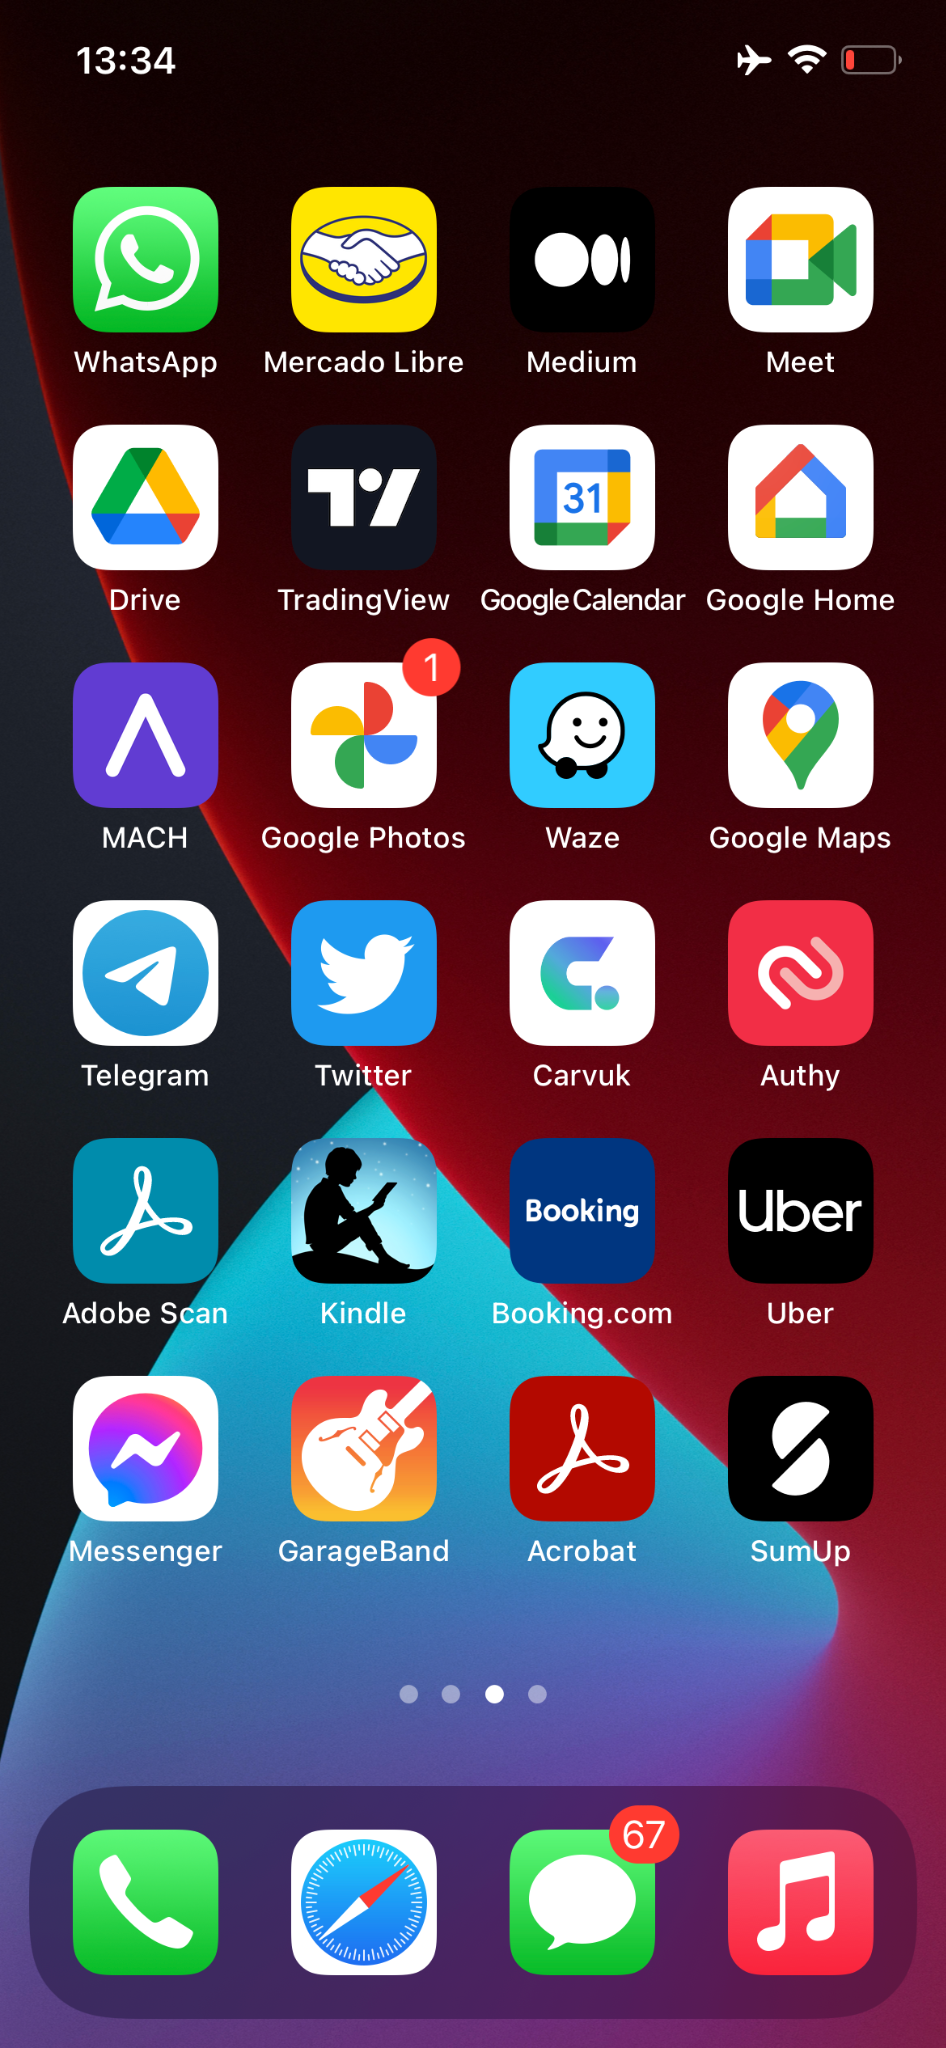 13:34
WhatsApp Mercado Libre Medium Meet
31
Drive TradingView Google Calendar Google Home
1
MACH Google Photos Waze Google Maps
Telegram Twitter Carvuk Authy
Booking Uber
Adobe Scan Kindle Booking.com Uber
Messenger GarageBand Acrobat SumUp
67